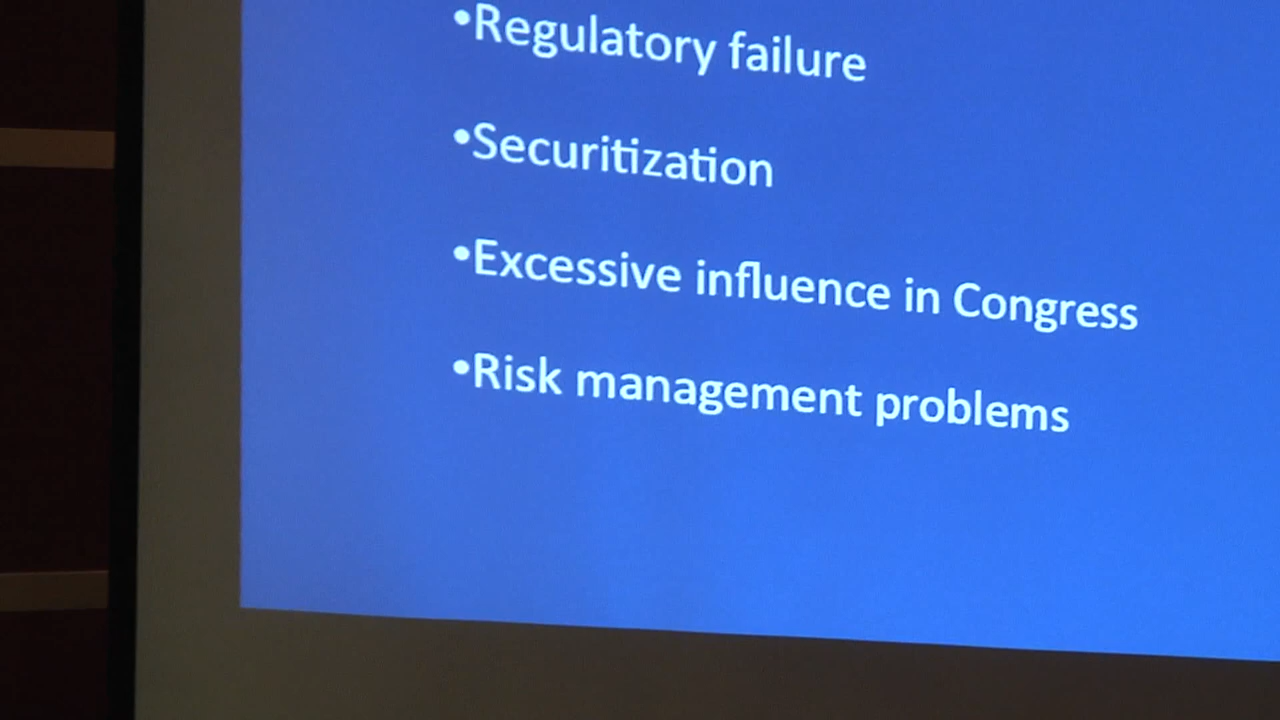 •Regulatory failure
•Securitization
•Excessive influence in Congress
•Risk management problems